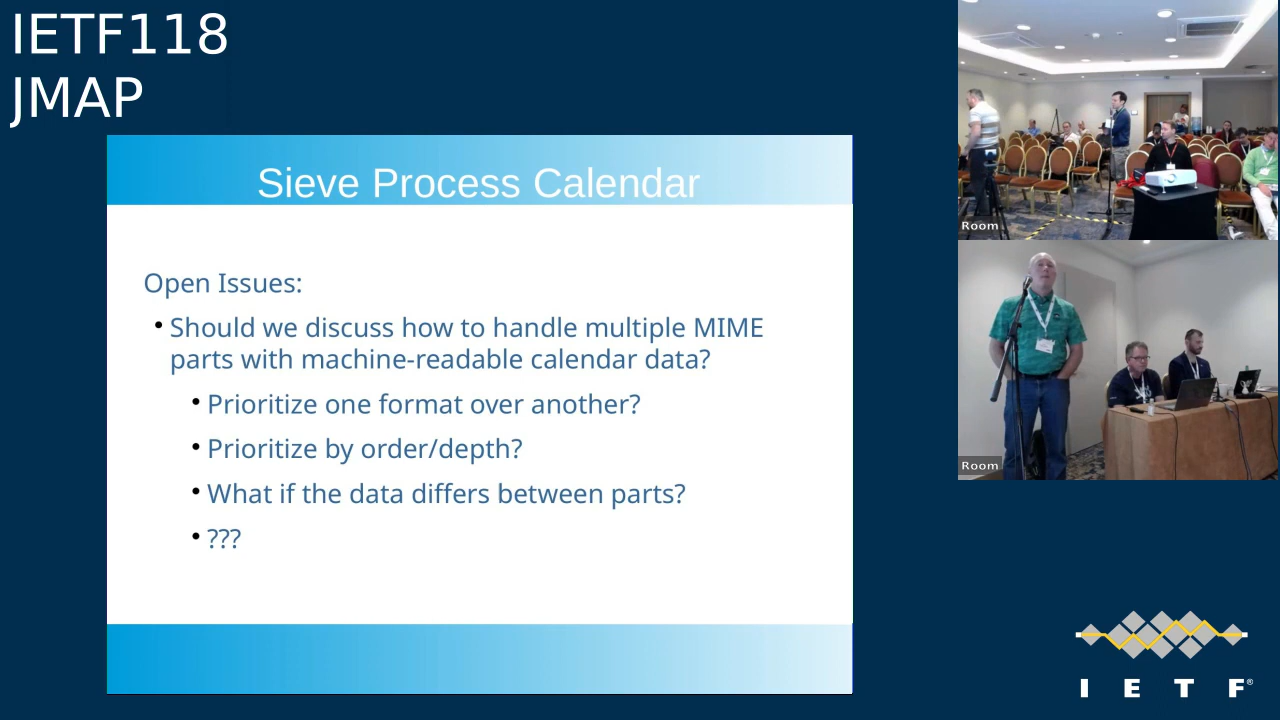 IETF118
JMAP
Sieve Process Calendar
Open Issues:
• Should we discuss how to handle multiple MIME
parts with machine-readable calendar data?
• Prioritize one format over another?
• Prioritize by order/depth?
• What if the data differs between parts?
• ???
Room
Room
I E T F®